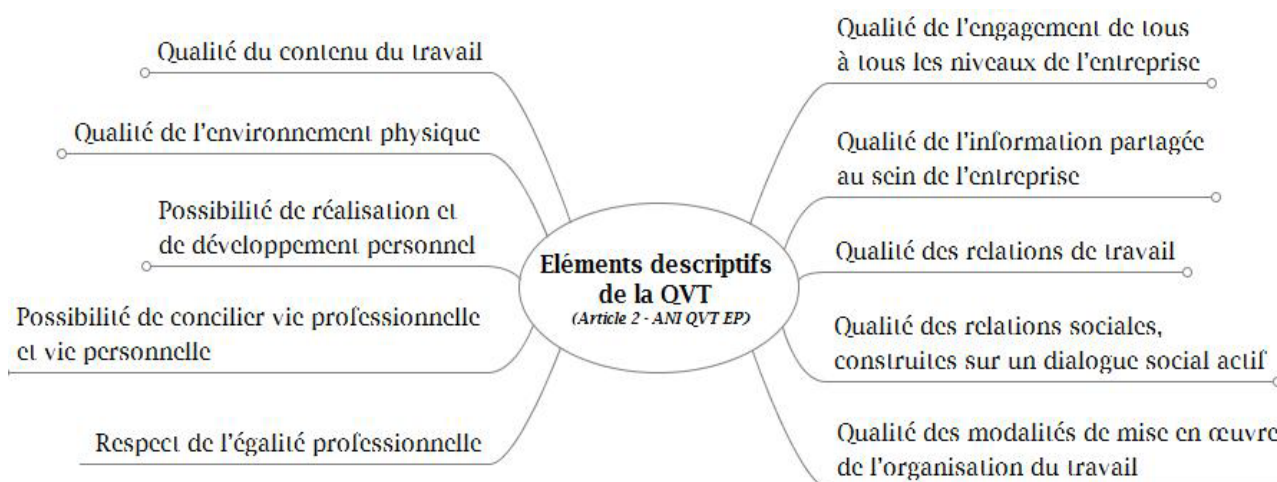 Eléments descriptifs
de la QVT
(Article 2 - ANI QVT EP)
Qualité de l'engagement de tous
à tous les niveaux de l'entreprise
Qualité de l'information partagée
au sein de l'entreprise
Qualité des relations de travail
Qualité des relations sociales,
construites sur un dialogue social actif
Qualité des modalités de mise en œuvre
de l'organisation du travail
Qualité du contenu du travail
Qualité de l'environnement physique
Possibilité de réalisation et
de développement personnel
Possibilité de concilier vie professionnelle
et vie personnelle
Respect de l'égalité professionnelle